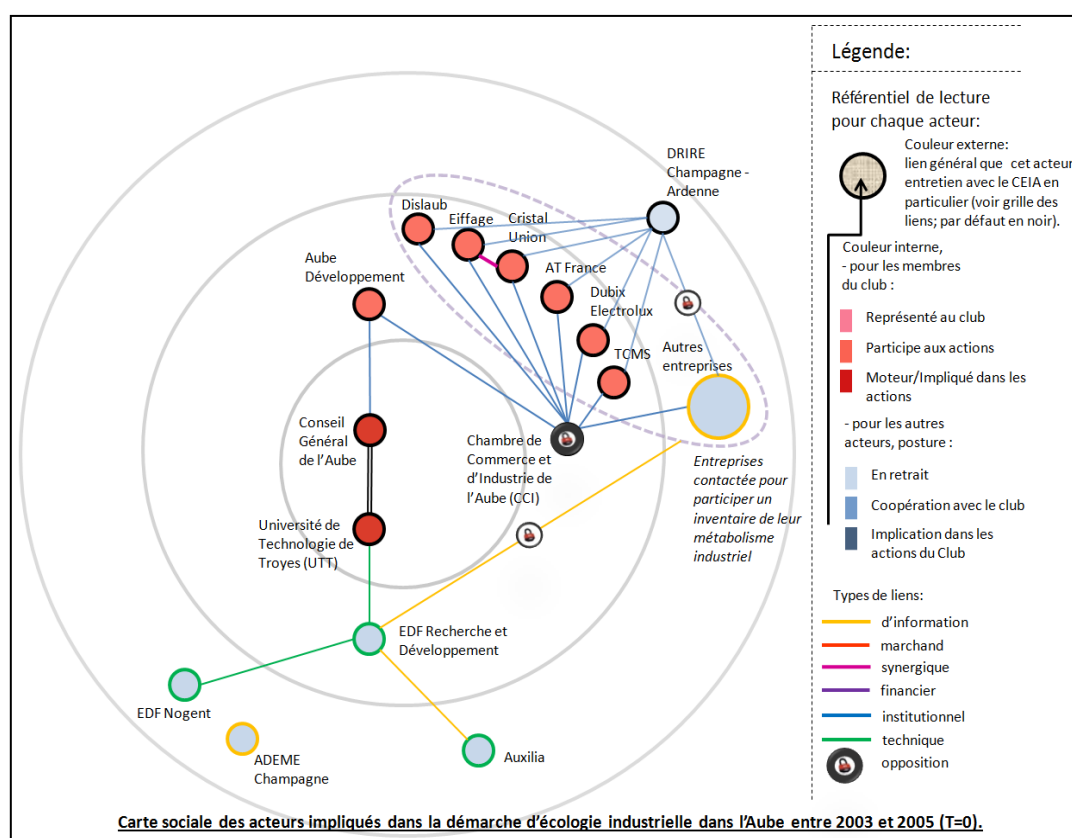 DRIRE
Champagne -
Ardenne
Dislaub
Eiffage
Cristal
Union
Aube
Développement
AT France
Dubix
Electrolux
TCMS
Autres
entreprises
Conseil
Général
de l'Aube
Chambre de
Commerce et
d'Industrie de
l'Aube (CCI)
Entreprises
contactée pour
participer un
inventaire de leur
métabolisme
industriel
Université de
Technologie de
Troyes (UTT)
EDF Recherche et
Développement
EDF Nogent
ADEME
Champagne
Auxilia
Légende:
Référentiel de lecture
pour chaque acteur:
Couleur externe:
lien général que cet acteur
entretien avec le CEIA en
particulier (voir grille des
liens; par défaut en noir).
Couleur interne,
- pour les membres
du club :
Représenté au club
Participe aux actions
Moteur/Impliqué dans les
actions
- pour les autres
acteurs, posture :
En retrait
Coopération avec le club
Implication dans les
actions du Club
Types de liens:
d'information
marchand
synergique
financier
institutionnel
technique
opposition
Carte sociale des acteurs impliqués dans la démarche d'écologie industrielle dans l'Aube entre 2003 et 2005 (T=0).